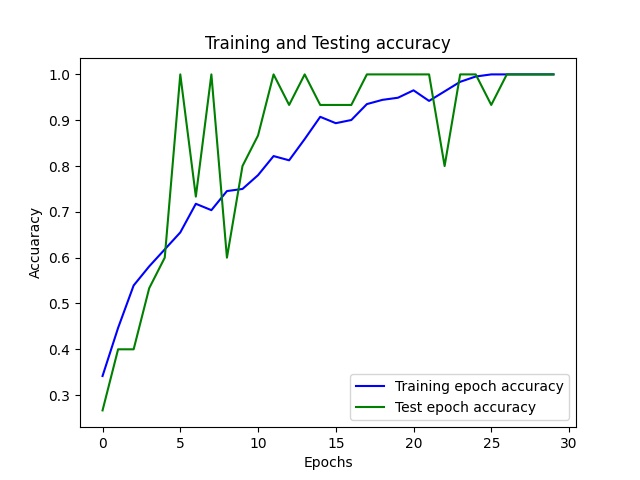 Training and Testing accuracy
1.0
0.9
0.8
0.7
0.6
0.5
0.4
0.3
Accuaracy
0 5 10 15 20 25 30
Epochs
Training epoch accuracy
Test epoch accuracy